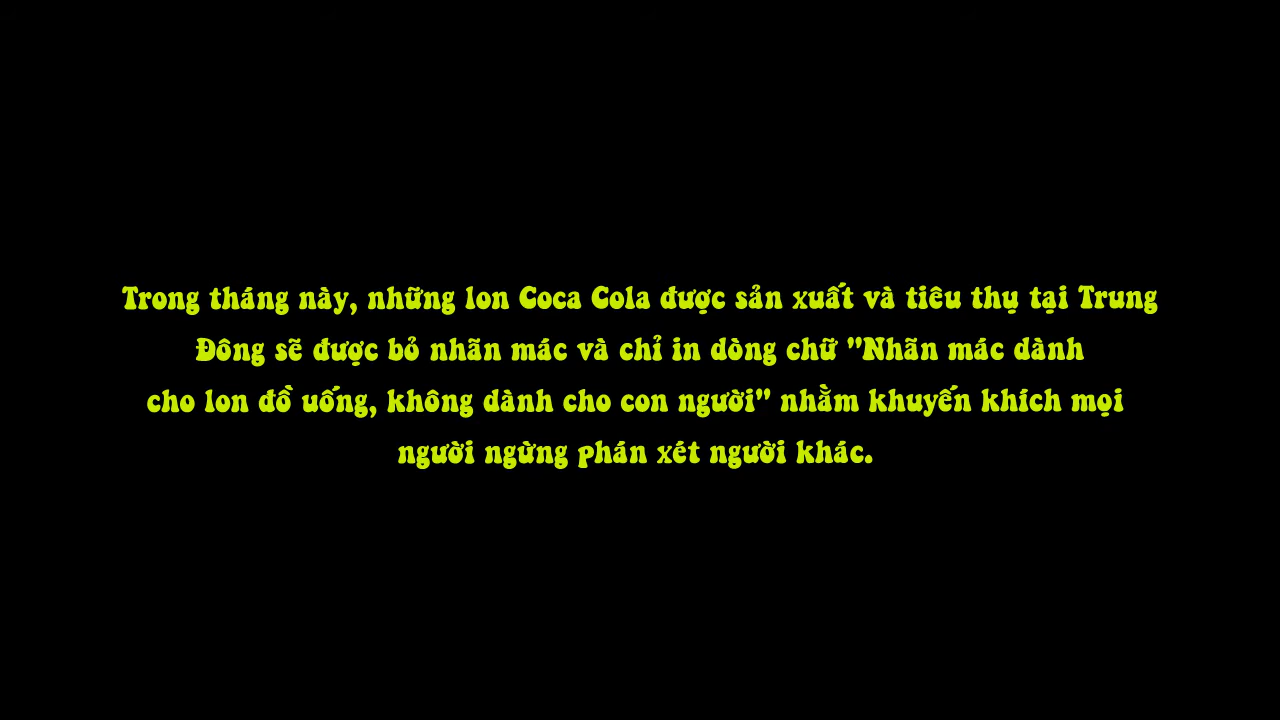 Trong tháng này, những lon Coca Cola được sản xuất và tiêu thụ tại Trung
Đông sẽ được bỏ nhãn mác và chỉ in dòng chữ "Nhãn mác dành
cho lon đồ uống, không dành cho con người" nhằm khuyến khích mọi
người ngừng phán xét người khác.